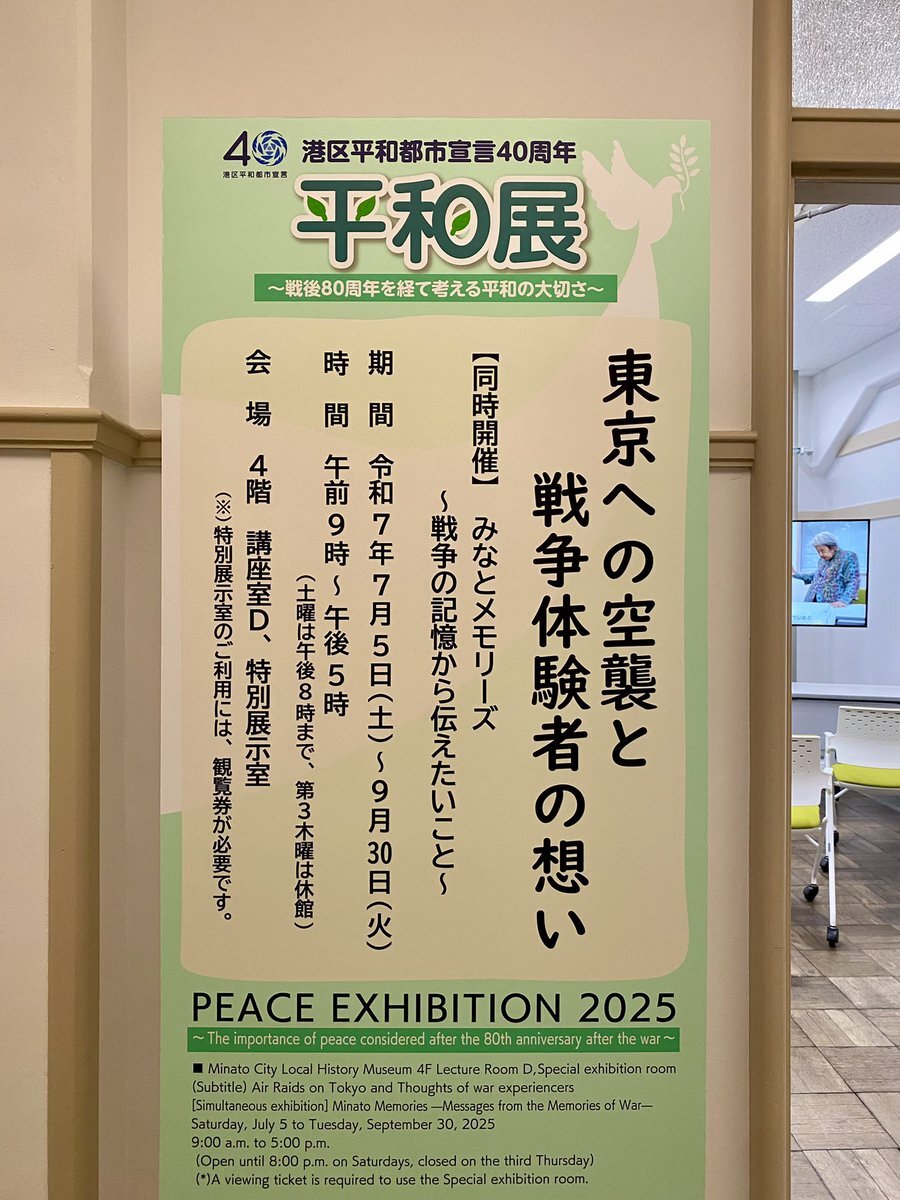 40
港区平和都市宣言
港区平和都市宣言40周年
平和展
～戦後80周年を経て考える平和の大切さ～
東京への空襲と
戦争体験者の想い
【同時開催】 みなとメモリーズ
～戦争の記憶から伝えたいこと～
期間 令和7年7月5日(土)～9月30日(火)
時間 午前9時～午後5時
(土曜は午後8時まで、第3木曜は休館)
会場 4階 講座室D、特別展示室
(※)特別展示室のご利用には、観覧券が必要です。
PEACE EXHIBITION 2025
～The importance of peace considered after the 80th anniversary after the war～
■ Minato City Local History Museum 4F Lecture Room D,Special exhibition room
(Subtitle) Air Raids on Tokyo and Thoughts of war experiencers
[Simultaneous exhibition] Minato Memories —Messages from the Memories of War—
Saturday, July 5 to Tuesday, September 30, 2025
9:00 a.m. to 5:00 p.m.
(Open until 8:00 p.m. on Saturdays, closed on the third Thursday)
(*)A viewing ticket is required to use the Special exhibition room.